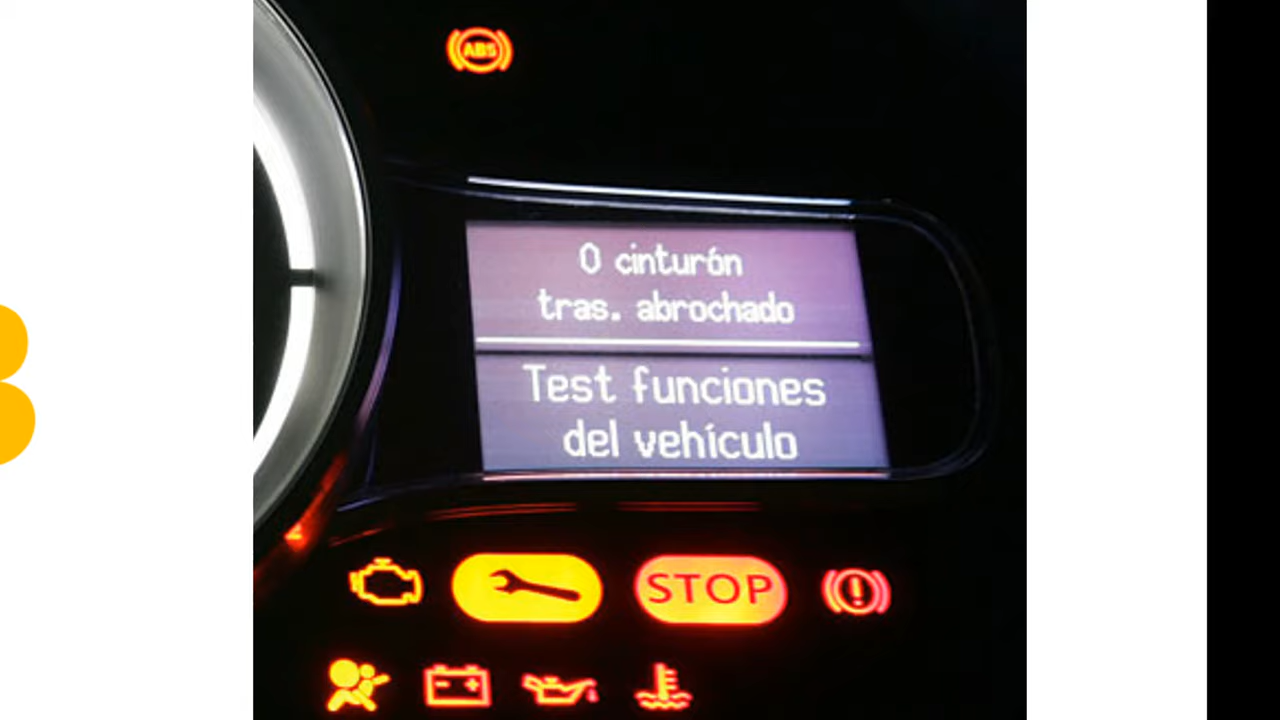 ABS
0 cinturón
tras. abrochado
Test funciones
del vehículo
STOP